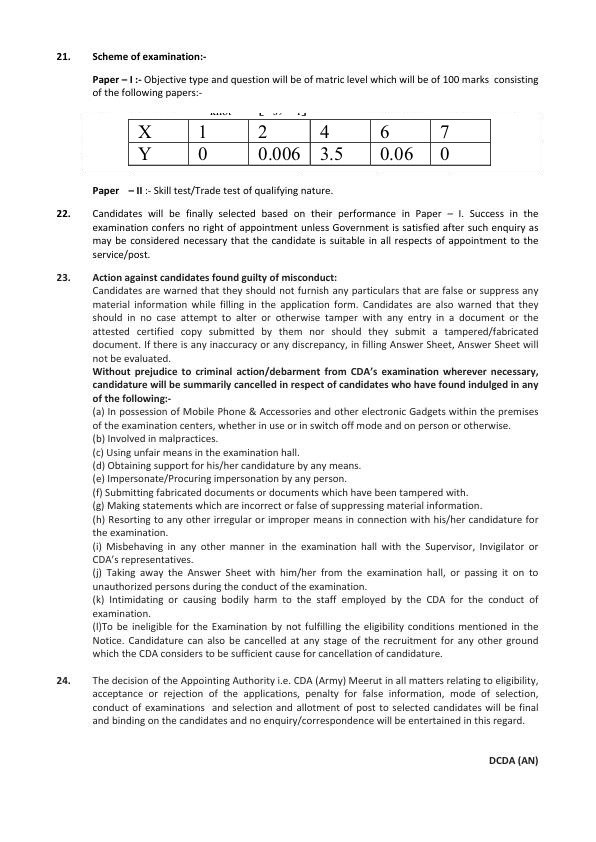 21. Scheme of examination:-
Paper – I :- Objective type and question will be of matric level which will be of 100 marks consisting
of the following papers:-
X 1 2 4 6 7
Y 0 0.006 3.5 0.06 0
Paper – II :- Skill test/Trade test of qualifying nature.
22. Candidates will be finally selected based on their performance in Paper – I. Success in the
examination confers no right of appointment unless Government is satisfied after such enquiry as
may be considered necessary that the candidate is suitable in all respects of appointment to the
service/post.
23. Action against candidates found guilty of misconduct:
Candidates are warned that they should not furnish any particulars that are false or suppress any
material information while filling in the application form. Candidates are also warned that they
should in no case attempt to alter or otherwise tamper with any entry in a document or the
attested certified copy submitted by them nor should they submit a tampered/fabricated
document. If there is any inaccuracy or any discrepancy, in filling Answer Sheet, Answer Sheet will
not be evaluated.
Without prejudice to criminal action/debarment from CDA's examination wherever necessary,
candidature will be summarily cancelled in respect of candidates who have found indulged in any
of the following:-
(a) In possession of Mobile Phone & Accessories and other electronic Gadgets within the premises
of the examination centers, whether in use or in switch off mode and on person or otherwise.
(b) Involved in malpractices.
(c) Using unfair means in the examination hall.
(d) Obtaining support for his/her candidature by any means.
(e) Impersonate/Procuring impersonation by any person.
(f) Submitting fabricated documents or documents which have been tampered with.
(g) Making statements which are incorrect or false of suppressing material information.
(h) Resorting to any other irregular or improper means in connection with his/her candidature for
the examination.
(i) Misbehaving in any other manner in the examination hall with the Supervisor, Invigilator or
CDA's representatives.
(j) Taking away the Answer Sheet with him/her from the examination hall, or passing it on to
unauthorized persons during the conduct of the examination.
(k) Intimidating or causing bodily harm to the staff employed by the CDA for the conduct of
examination.
(l)To be ineligible for the Examination by not fulfilling the eligibility conditions mentioned in the
Notice. Candidature can also be cancelled at any stage of the recruitment for any other ground
which the CDA considers to be sufficient cause for cancellation of candidature.
24. The decision of the Appointing Authority i.e. CDA (Army) Meerut in all matters relating to eligibility,
acceptance or rejection of the applications, penalty for false information, mode of selection,
conduct of examinations and selection and allotment of post to selected candidates will be final
and binding on the candidates and no enquiry/correspondence will be entertained in this regard.
DCDA (AN)